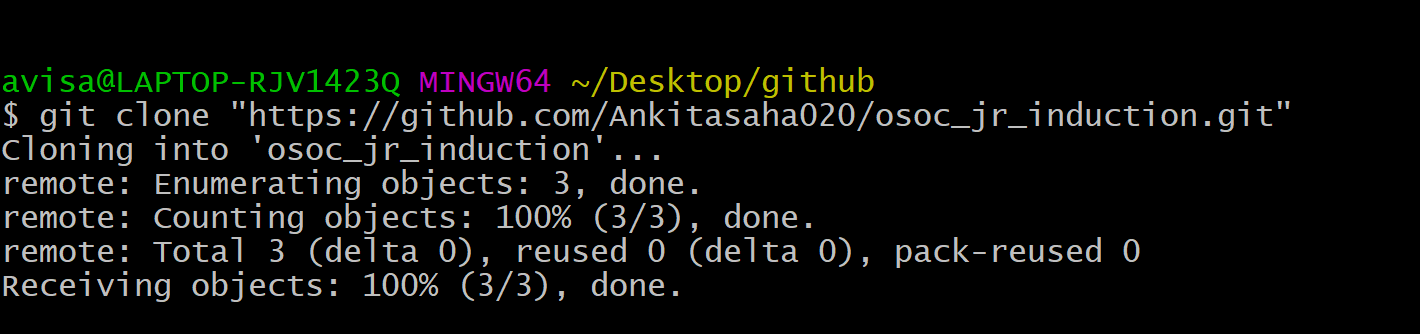 avisa@LAPTOP-RJV1423Q MINGW64 ~/Desktop/github
$ git clone "https://github.com/Ankitasaha020/osoc_jr_induction.git"
Cloning into 'osoc_jr_induction'...
remote: Enumerating objects: 3, done.
remote: Counting objects: 100% (3/3), done.
remote: Total 3 (delta 0), reused 0 (delta 0), pack-reused 0
Receiving objects: 100% (3/3), done.